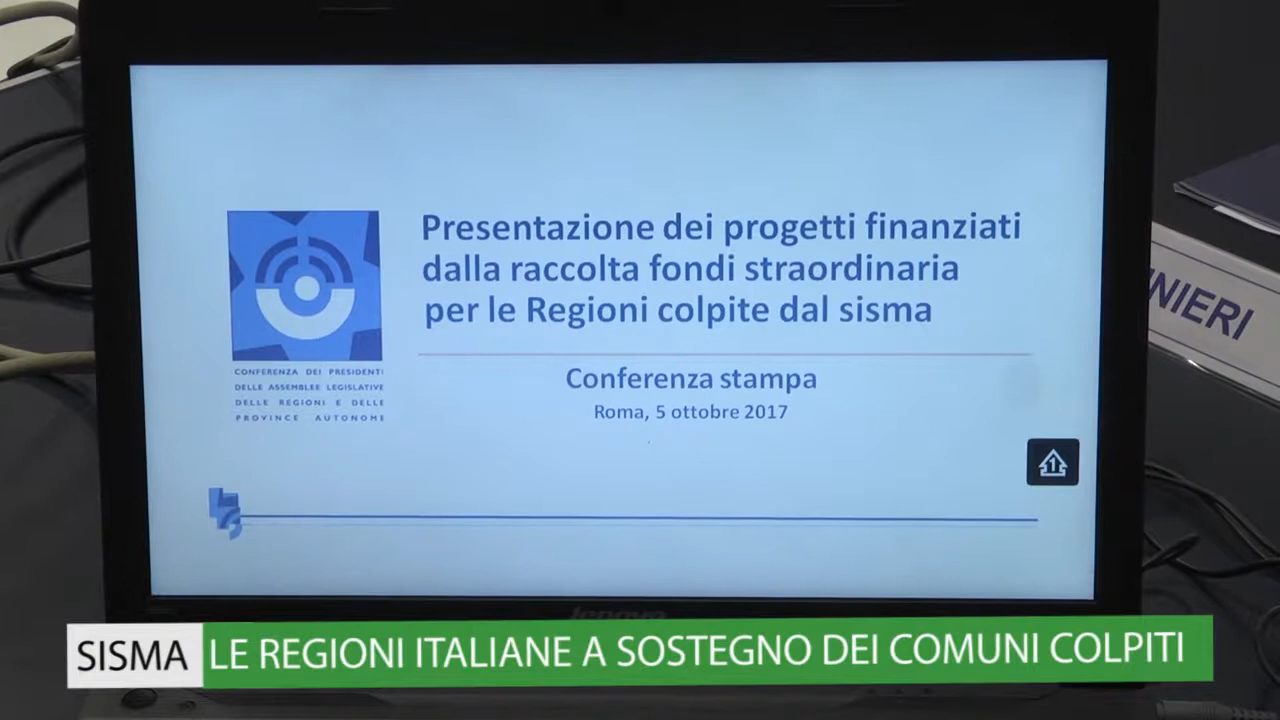 Presentazione dei progetti finanziati
dalla raccolta fondi straordinaria
per le Regioni colpite dal sisma
CONFERENZA DEI PRESIDENTI
DELLE ASSEMBLEE LEGISLATIVE
DELLE REGIONI E DELLE
PROVINCE AUTONOME
Conferenza stampa
Roma, 5 ottobre 2017
1
NIERI
lenovo
SISMA LE REGIONI ITALIANE A SOSTEGNO DEI COMUNI COLPITI